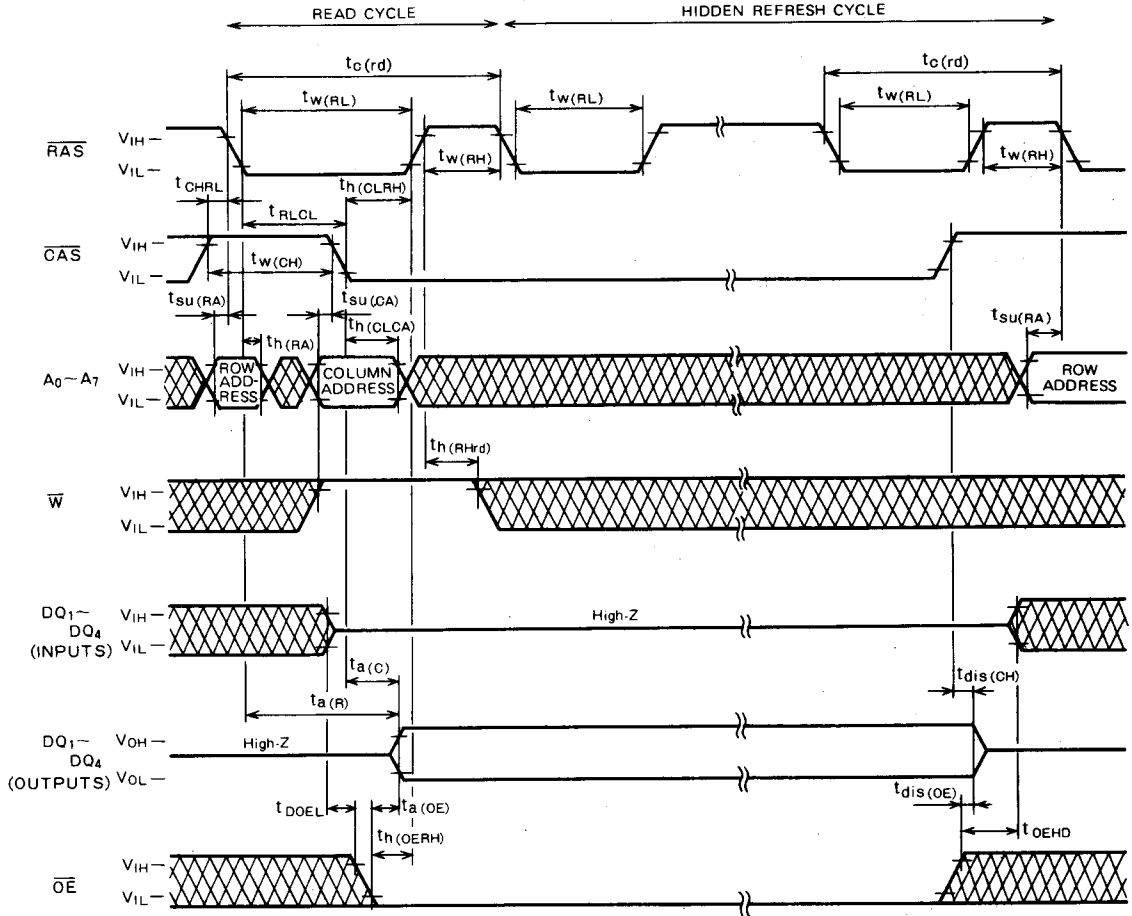 READ CYCLE HIDDEN REFRESH CYCLE
tc(rd) tc(rd)
tw(RL) tw(RL) tw(RL)
RAS VIH
VIL
tw(RH) tw(RH)
tCHRL th(CLRH)
tRLCL
CAS VIH
VIL
tw(CH)
tsu(RA) tsu(CA)
th(RA) th(CLCA) tsu(RA)
A0~A7 VIH
VIL
ROW
AD-
DRESS
COLUMN
ADDRESS
ROW
ADDRESS
th(RHrd)
W VIH
VIL
DQ1~
DQ4
(INPUTS)
VIH
VIL
High-Z
ta(C)
ta(R)
tdis(CH)
DQ1~
DQ4
(OUTPUTS)
VOH
VOL
High-Z
tDOEL ta(OE) tdis(OE)
th(OERH) tOEHD
OE VIH
VIL